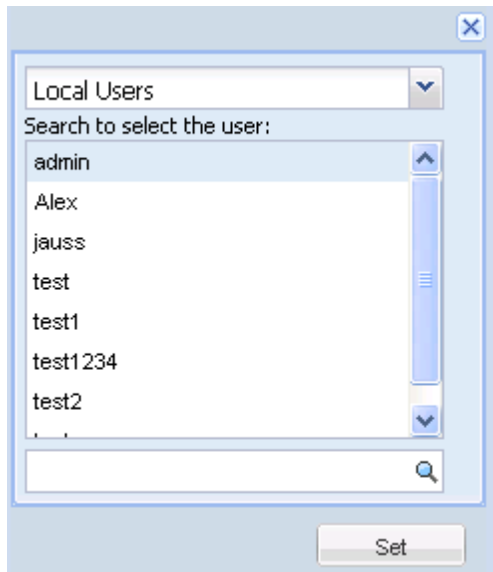 Local Users
Search to select the user:
admin
Alex
jauss
test
test1
test1234
test2
Set